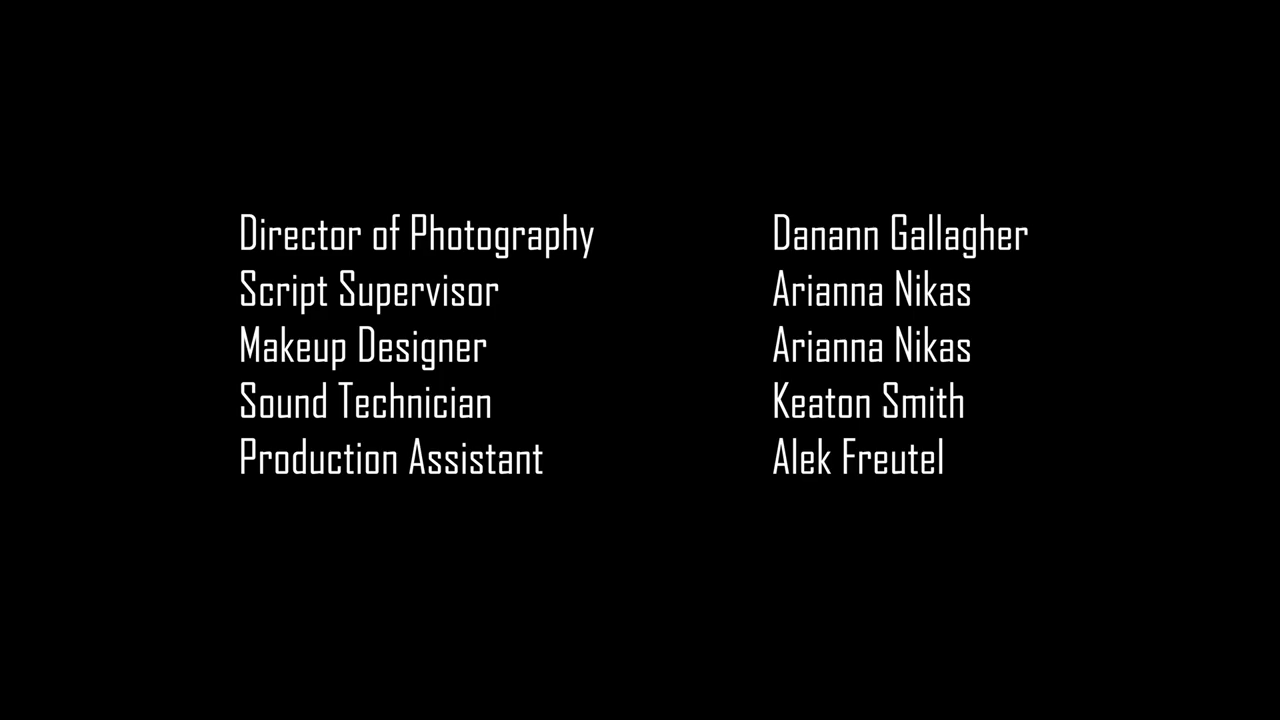 Director of Photography Danann Gallagher
Script Supervisor Arianna Nikas
Makeup Designer Arianna Nikas
Sound Technician Keaton Smith
Production Assistant Alek Freutel